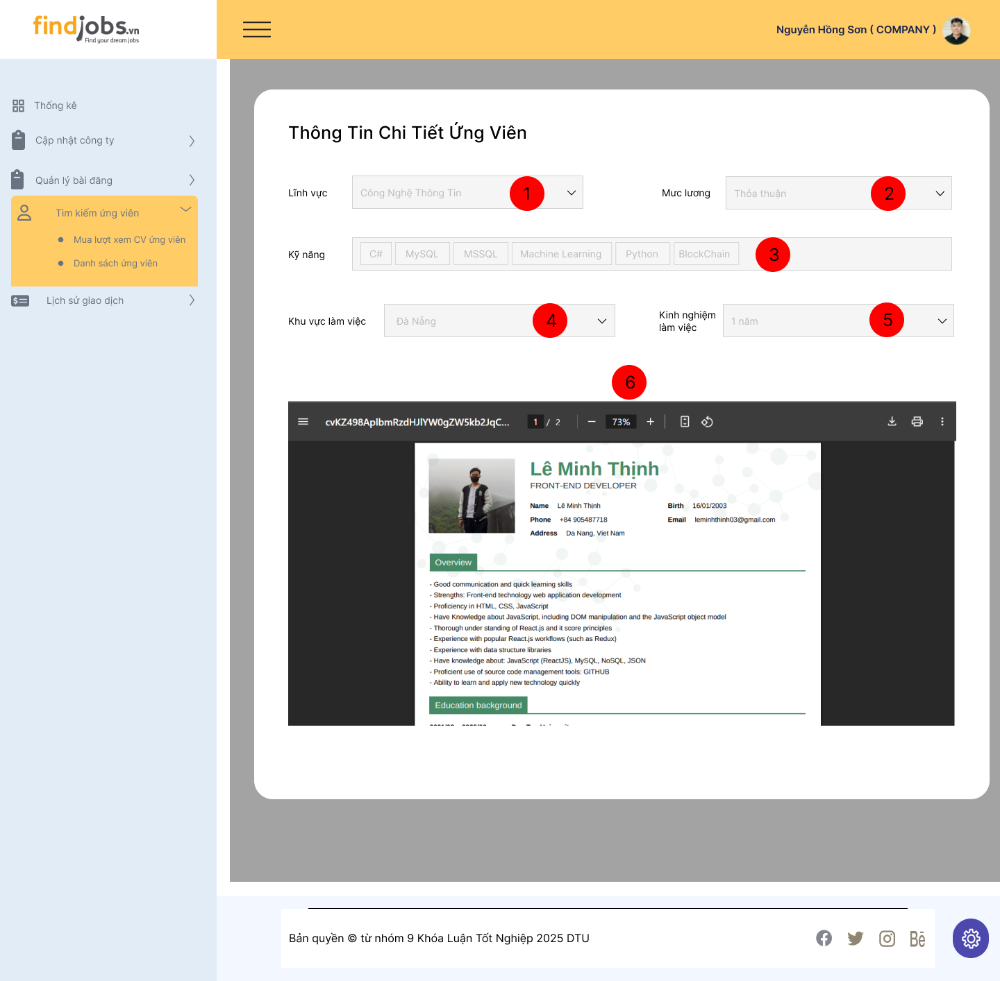 findjobs.vn
Find your dream jobs
Nguyễn Hồng Sơn ( COMPANY )
Thống kê
Cập nhật công ty
Quản lý bài đăng
Tìm kiếm ứng viên
Mua lượt xem CV ứng viên
Danh sách ứng viên
Lịch sử giao dịch
Thông Tin Chi Tiết Ứng Viên
Lĩnh vực
Công Nghệ Thông Tin
1
Mưc lương
Thỏa thuận
2
Kỹ năng
C#
MySQL
MSSQL
Machine Learning
Python
BlockChain
3
Khu vực làm việc
Đà Nẵng
4
Kinh nghiệm
làm việc
1 năm
5
6
cvKZ498AplbmRzdHJlYW0gZW5kb2JqC...
1 / 2
73%
Lê Minh Thịnh
FRONT-END DEVELOPER
Name Lê Minh Thịnh
Birth 16/01/2003
Phone +84 905487718
Email leminhthinh03@gmail.com
Address Da Nang, Viet Nam
Overview
- Good communication and quick learning skills
- Strengths: Front-end technology web application development
- Proficiency in HTML, CSS, JavaScript
- Have Knowledge about JavaScript, including DOM manipulation and the JavaScript object model
- Thorough under standing of React.js and it score principles
- Experience with popular React.js workflows (such as Redux)
- Experience with data structure libraries
- Have knowledge about: JavaScript (ReactJS), MySQL, NoSQL, JSON
- Proficient use of source code management tools: GITHUB
- Ability to learn and apply new technology quickly
Education background
Bản quyền © từ nhóm 9 Khóa Luận Tốt Nghiệp 2025 DTU
Bē